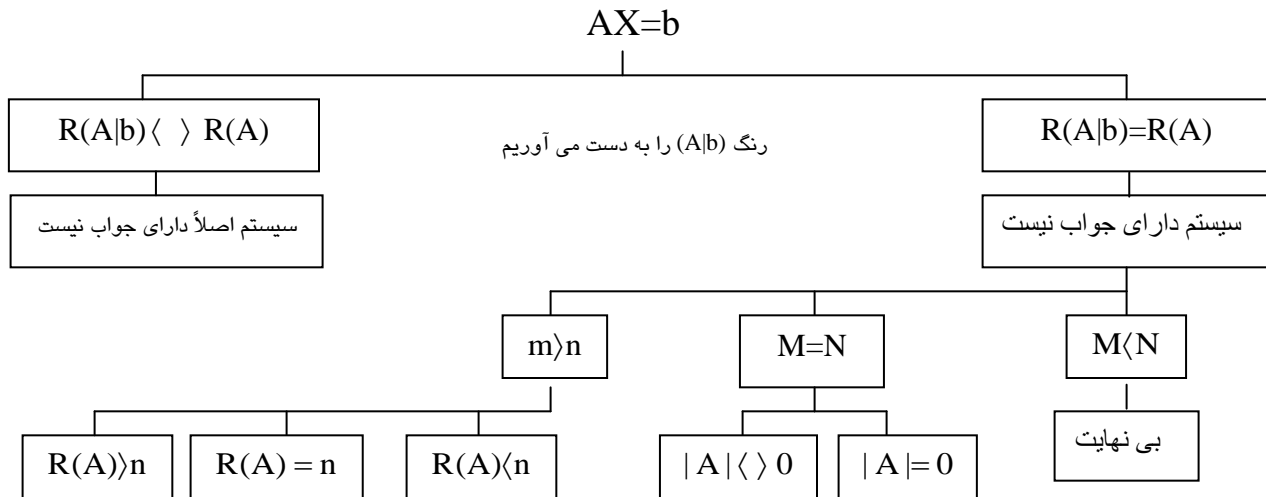 AX=b
R(A|b)〈 〉R(A)
رنگ (A|b) را به دست می آوریم
R(A|b)=R(A)
سیستم اصلاً دارای جواب نیست
سیستم دارای جواب نیست
m〉n
M=N
M〈N
R(A)〉n
R(A) = n
R(A)〈n
| A |〈 〉0
| A |= 0
بی نهایت